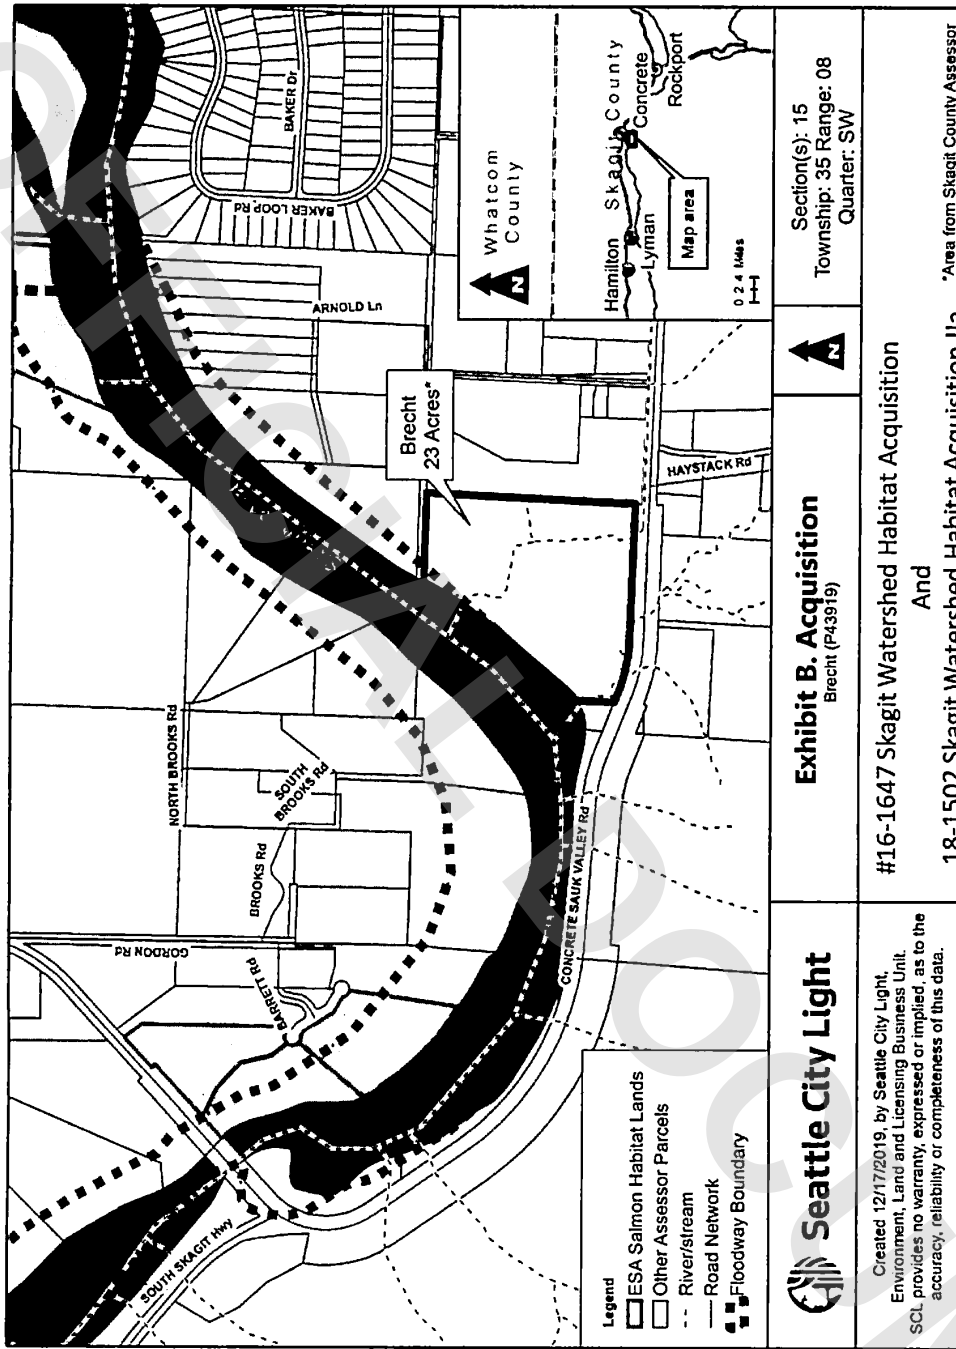 NORTH BROOKS Rd
SOUTH
BROOKS Rd
BROOKS Rd
GORDON Rd
BARRETT Rd
SOUTH SKAGIT Hwy
CONCRETE SAUK VALLEY Rd
HAYSTACK Rd
ARNOLD Ln
BAKER LOOP Rd
BAKER Dr
Brecht
23 Acres*
Legend
ESA Salmon Habitat Lands
Other Assessor Parcels
River/stream
Road Network
Floodway Boundary
N
Whatcom
County
Skagit County
Hamilton
Lyman
Concrete
Rockport
Map area
0 2 4 Miles
Seattle City Light
Created 12/17/2019, by Seattle City Light,
Environment, Land and Licensing Business Unit.
SCL provides no warranty, expressed or implied, as to the
accuracy, reliability or completeness of this data.
Exhibit B. Acquisition
Brecht (P43919)
N
Section(s): 15
Township: 35 Range: 08
Quarter: SW
#16-1647 Skagit Watershed Habitat Acquisition
And
18-1502 Skagit Watershed Habitat Acquisition
*Area from Skagit County Assessor